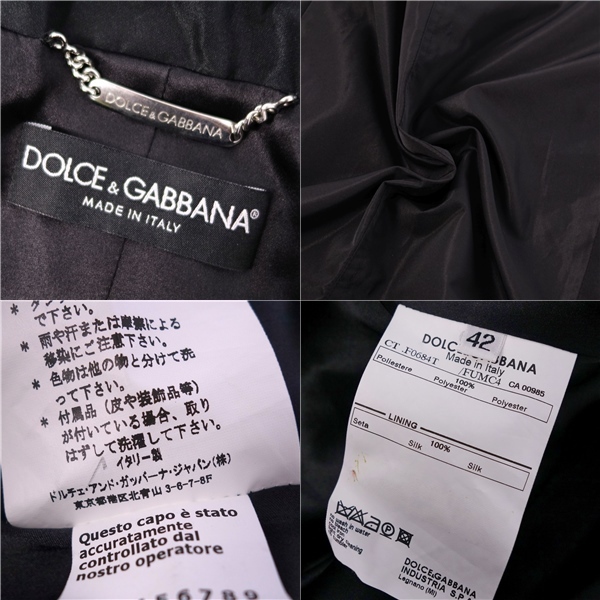 DOLCE&GABBANA
DOLCE & GABBANA®
MADE IN ITALY
で下さい。
* 雨や汗または摩擦による
移染にご注意下さい。
* 色物は他の物と分けて洗
って下さい。
* 付属品（皮や装飾品等）
が付いている場合、取り
はずして洗濯して下さい。
イタリー製
ドルチェ・アンド・ガッバーナ・ジャパン(株)
東京都港区北青山 3-6-7-8F
Questo capo è stato
accuratamente
controllato dal
nostro operatore
456789
42
DOLC ABBANA
Made in Italy
CT .F0684T /FUMC4 CA 00985
Poliestere 100% Polyester
Polyester
LINING
Seta 100% Silk
Silk
DOLCE&GABBANA
INDUSTRIA S.P
Legnano (MI)